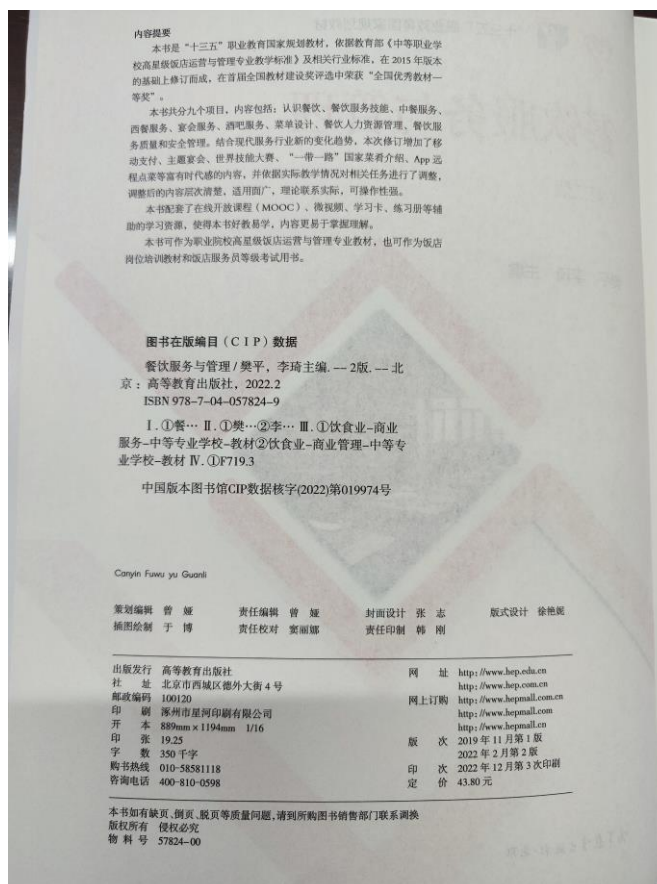 内容提要
本书是“十三五”职业教育国家规划教材，依据教育部《中等职业学
校高星级饭店运营与管理专业教学标准》及相关行业标准，在 2015 年版本
的基础上修订而成，在首届全国教材建设奖评选中荣获“全国优秀教材一
等奖”。
本书共分九个项目，内容包括：认识餐饮、餐饮服务技能、中餐服务、
西餐服务、宴会服务、酒吧服务、菜单设计、餐饮人力资源管理、餐饮服
务质量和安全管理。结合现代服务行业新的变化趋势，本次修订增加了移
动支付、主题宴会、世界技能大赛、“一带一路”国家菜肴介绍、App 远
程点菜等富有时代感的内容，并依据实际教学情况对相关任务进行了调整，
调整后的内容层次清楚，适用面广，理论联系实际，可操作性强。
本书配套了在线开放课程（MOOC）、微视频、学习卡、练习册等辅
助的学习资源，使得本书好教易学，内容更易于掌握理解。
本书可作为职业院校高星级饭店运营与管理专业教材，也可作为饭店
岗位培训教材和饭店服务员等级考试用书。
图书在版编目（CIP）数据
餐饮服务与管理 / 樊平，李琦主编. -- 2版. -- 北
京：高等教育出版社，2022.2
ISBN 978-7-04-057824-9
Ⅰ.①餐… Ⅱ.①樊…②李… Ⅲ.①饮食业-商业
服务-中等专业学校-教材②饮食业-商业管理-中等专
业学校-教材 Ⅳ.①F719.3
中国版本图书馆CIP数据核字(2022)第019974号
Canyin Fuwu yu Guanli
策划编辑 曾 娅 责任编辑 曾 娅 封面设计 张 志 版式设计 徐艳妮
插图绘制 于 博 责任校对 窦丽娜 责任印制 韩 刚
出版发行 高等教育出版社 网 址 http://www.hep.edu.cn
社 址 北京市西城区德外大街 4 号 http://www.hep.com.cn
邮政编码 100120 网上订购 http://www.hepmall.com.cn
印 刷 涿州市星河印刷有限公司 http://www.hepmall.com
开 本 889mm×1194mm 1/16 http://www.hepmall.cn
印 张 19.25 版 次 2019 年 11 月第 1 版
字 数 350 千字 2022 年 2 月第 2 版
购书热线 010-58581118 印 次 2022 年 12 月第 3 次印刷
咨询电话 400-810-0598 定 价 43.80 元
本书如有缺页、倒页、脱页等质量问题，请到所购图书销售部门联系调换
版权所有 侵权必究
物 料 号 57824-00